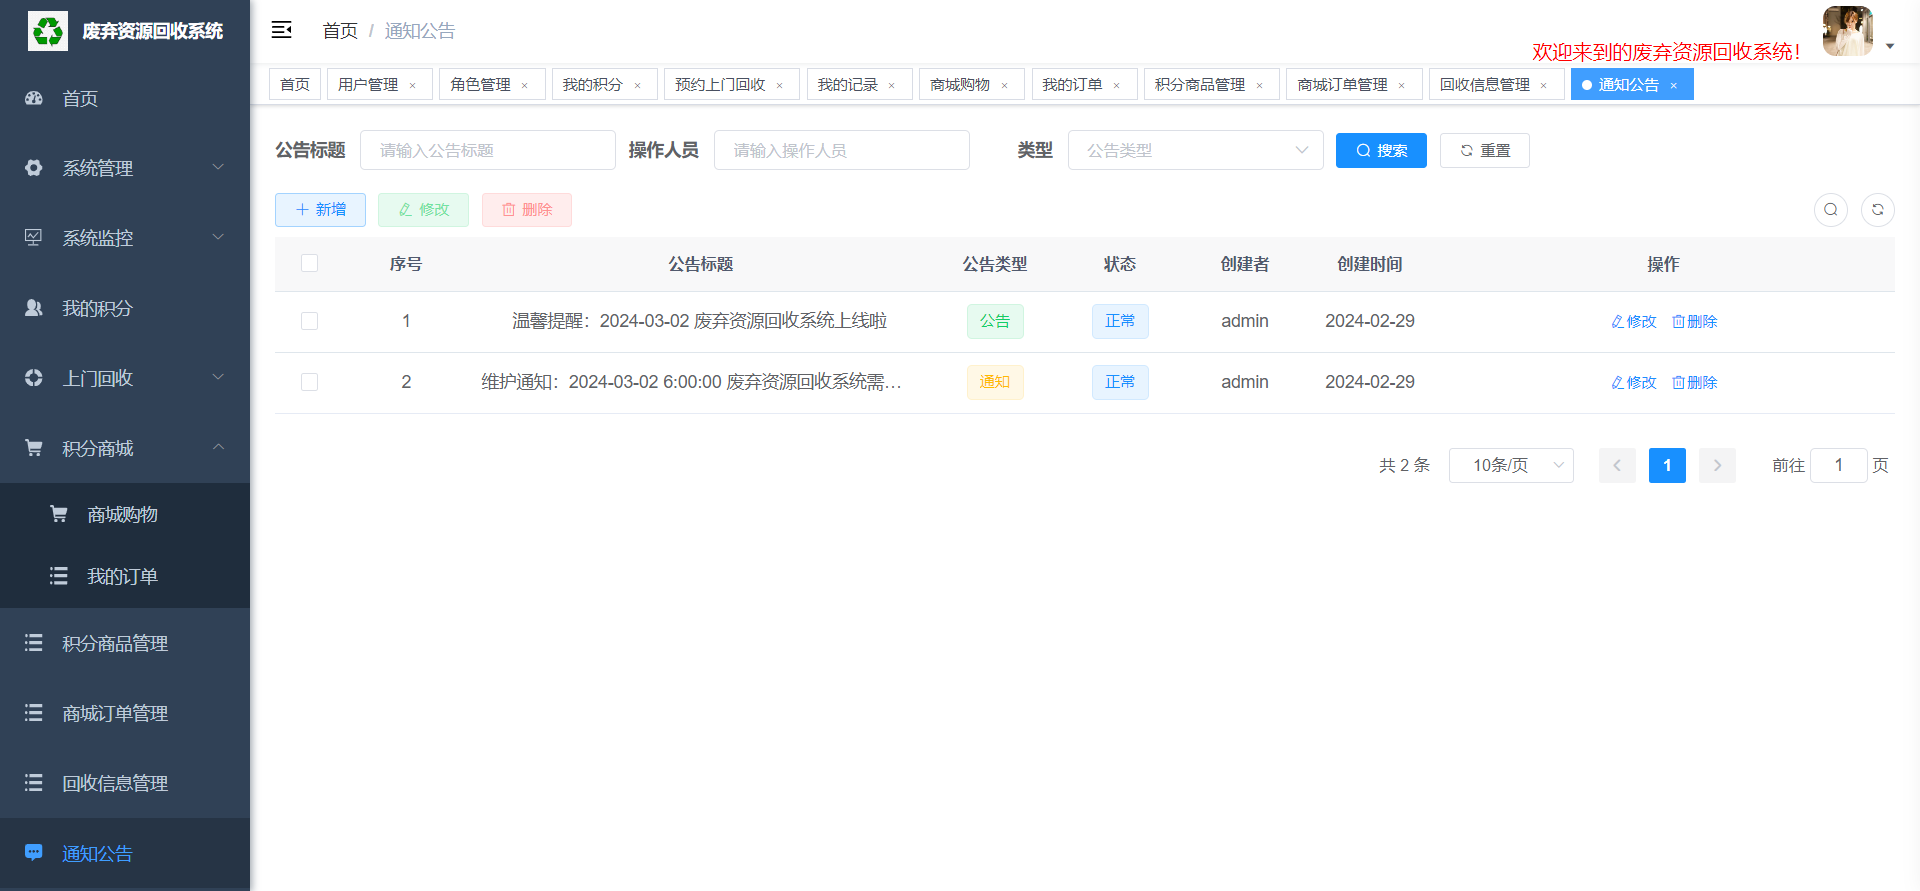 废弃资源回收系统
首页
系统管理
系统监控
我的积分
上门回收
积分商城
商城购物
我的订单
积分商品管理
商城订单管理
回收信息管理
通知公告
首页 / 通知公告
欢迎来到的废弃资源回收系统！
首页 用户管理 × 角色管理 × 我的积分 × 预约上门回收 × 我的记录 × 商城购物 × 我的订单 × 积分商品管理 × 商城订单管理 × 回收信息管理 × 通知公告 ×
公告标题 请输入公告标题 操作人员 请输入操作人员 类型 公告类型 搜索 重置
新增 修改 删除
序号 公告标题 公告类型 状态 创建者 创建时间 操作
1 温馨提醒：2024-03-02 废弃资源回收系统上线啦 公告 正常 admin 2024-02-29 修改 删除
2 维护通知：2024-03-02 6:00:00 废弃资源回收系统需… 通知 正常 admin 2024-02-29 修改 删除
共 2 条 10条/页 1 前往 1 页